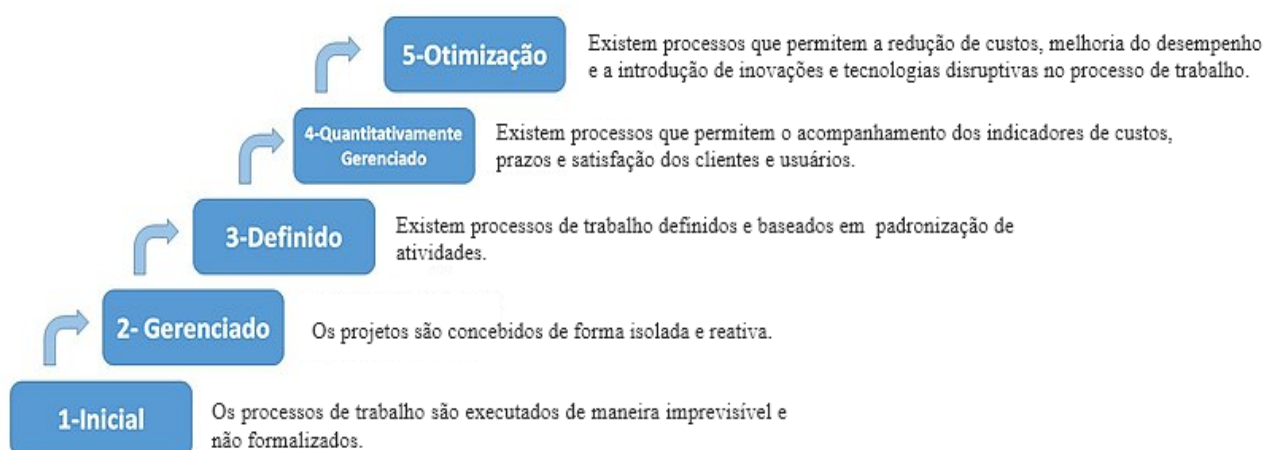 5-Otimização
Existem processos que permitem a redução de custos, melhoria do desempenho
e a introdução de inovações e tecnologias disruptivas no processo de trabalho.
4-Quantitativamente
Gerenciado
Existem processos que permitem o acompanhamento dos indicadores de custos,
prazos e satisfação dos clientes e usuários.
3-Definido
Existem processos de trabalho definidos e baseados em padronização de
atividades.
2- Gerenciado
Os projetos são concebidos de forma isolada e reativa.
1-Inicial
Os processos de trabalho são executados de maneira imprevisível e
não formalizados.